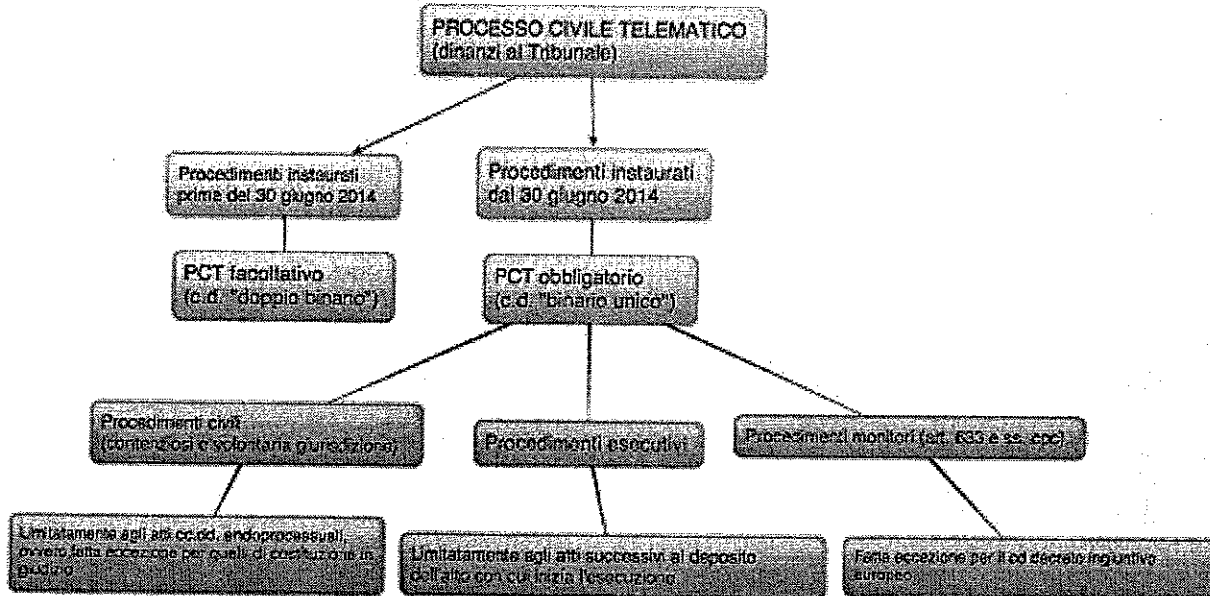 PROCESSO CIVILE TELEMATICO
(dinanzi al Tribunale)
Procedimenti instaurati
prima del 30 giugno 2014
Procedimenti instaurati
dal 30 giugno 2014
PCT facoltativo
(c.d. "doppio binario")
PCT obbligatorio
(c.d. "binario unico")
Procedimenti civili
(contenziosi e volontaria giurisdizione)
Procedimenti esecutivi
Procedimenti monitori (art. 633 e ss. cpc)
Limitatamente agli atti cc.dd. endoprocessuali,
ovvero fatta eccezione per quelli di costituzione in
giudizio
Limitatamente agli atti successivi al deposito
dell'atto con cui inizia l'esecuzione
Fatta eccezione per il cd decreto ingiuntivo
europeo